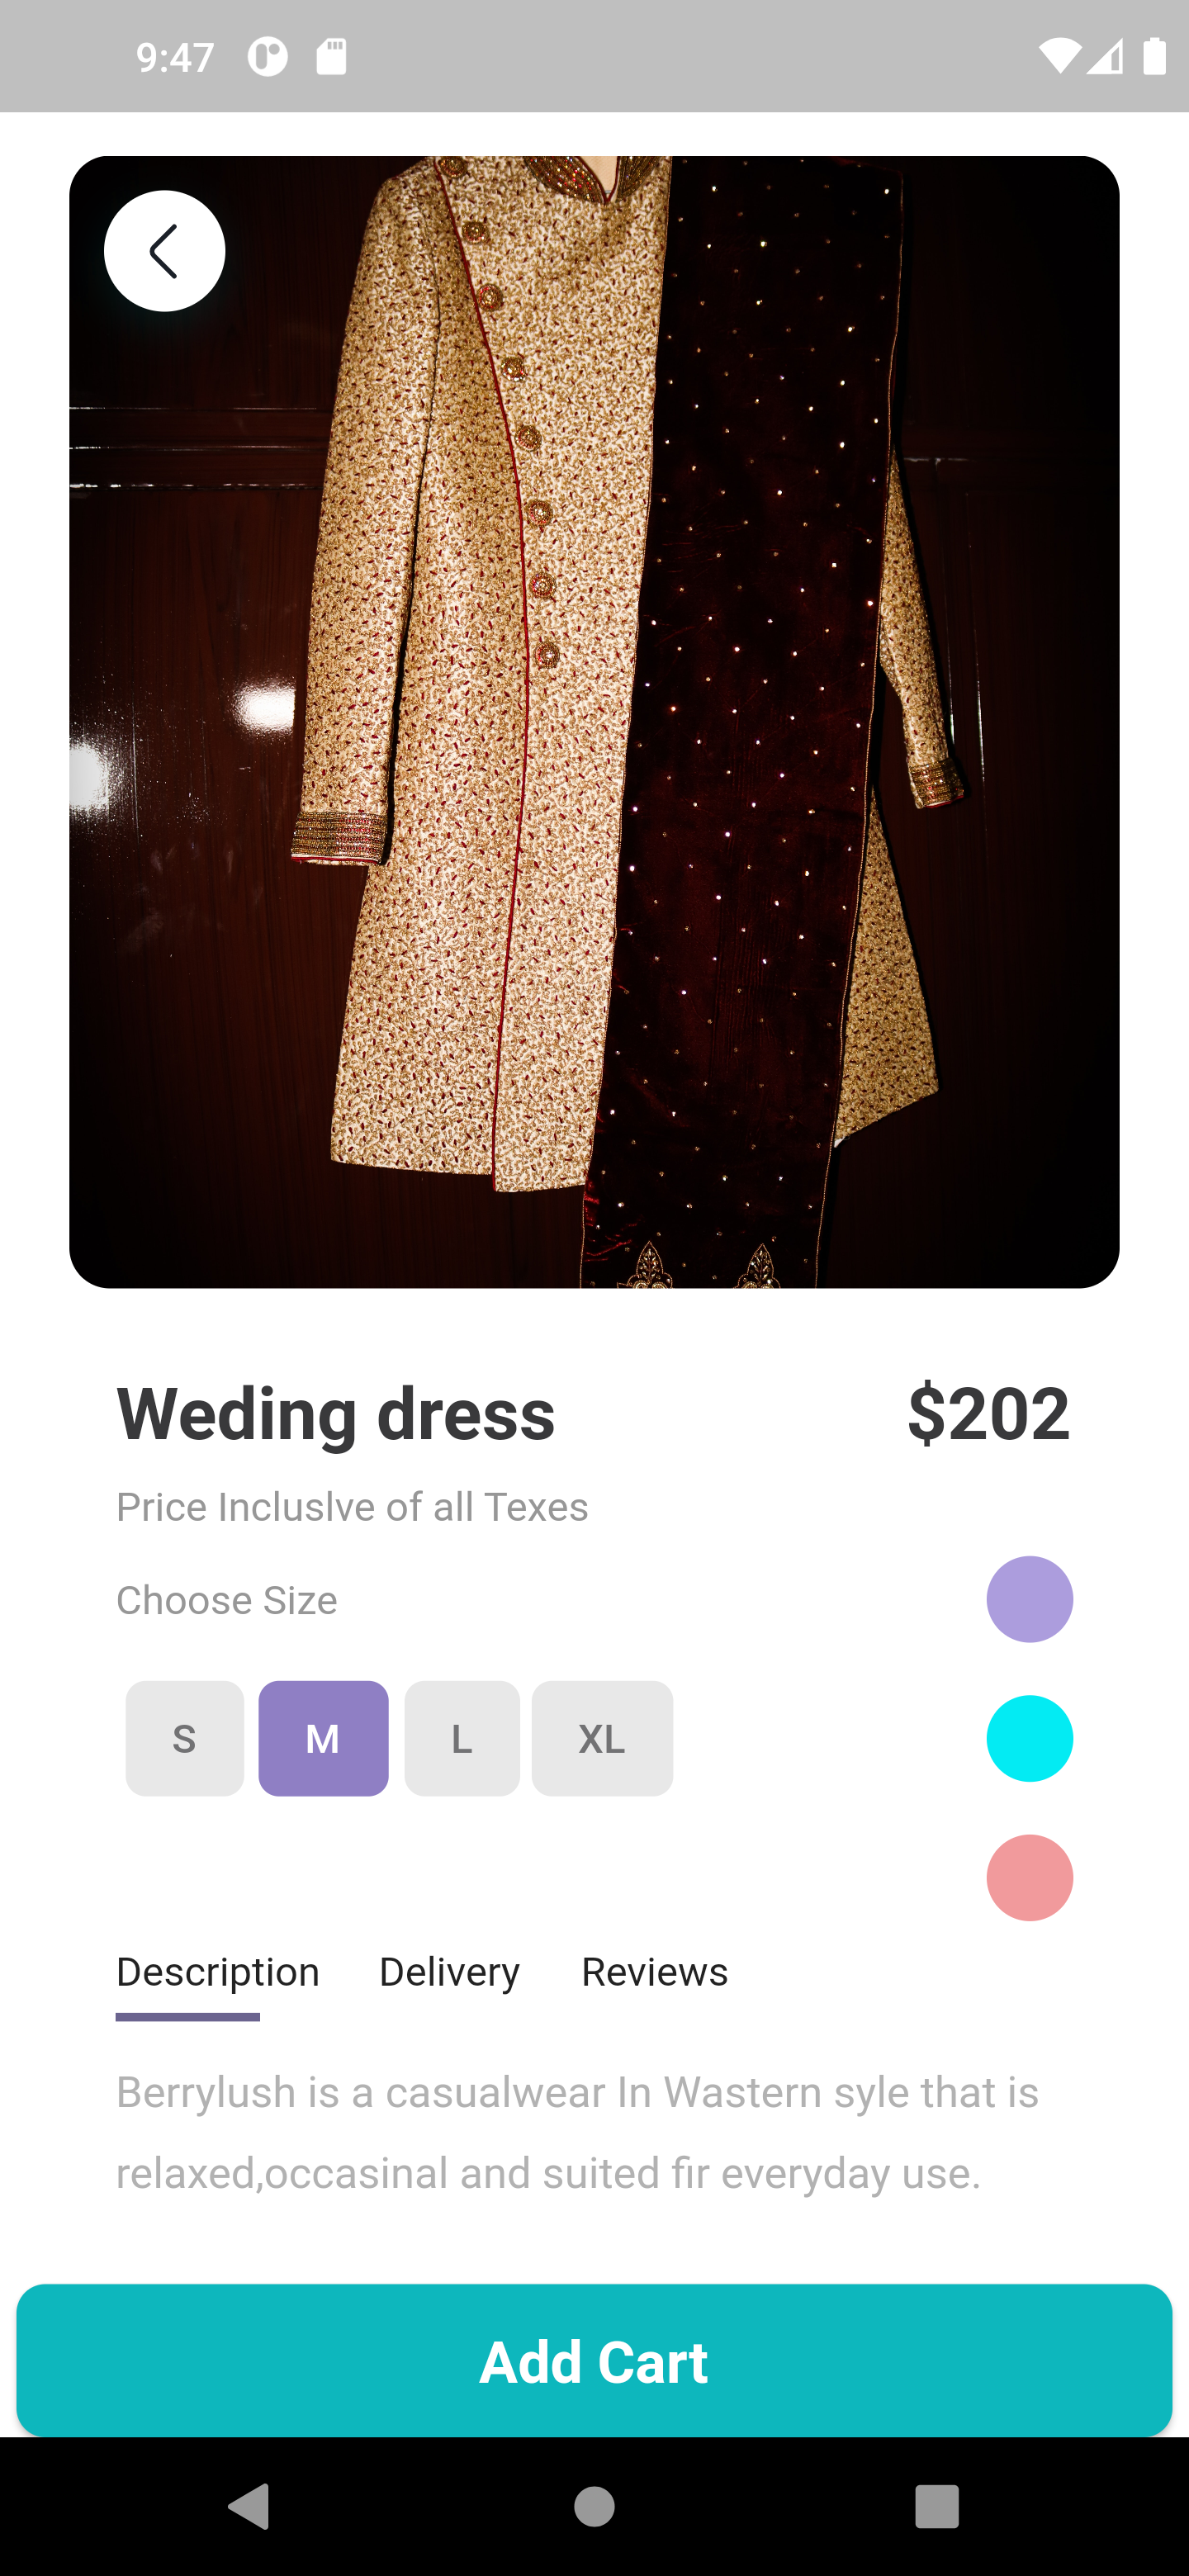 9:47
Weding dress
$202
Price Incluslve of all Texes
Choose Size
S M L XL
Description Delivery Reviews
Berrylush is a casualwear In Wastern syle that is
relaxed,occasinal and suited fir everyday use.
Add Cart